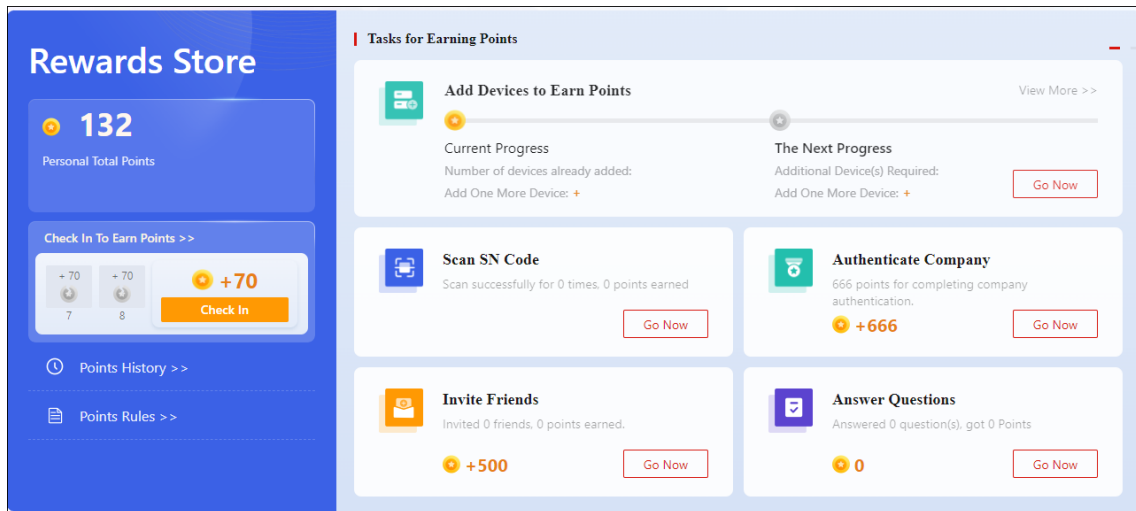 Rewards Store
132
Personal Total Points
Check In To Earn Points >>
+ 70
7
+ 70
8
+70
Check In
Points History >>
Points Rules >>
Tasks for Earning Points
Add Devices to Earn Points
View More >>
Current Progress
Number of devices already added:
Add One More Device: +
The Next Progress
Additional Device(s) Required:
Add One More Device: +
Go Now
Scan SN Code
Scan successfully for 0 times, 0 points earned
Go Now
Authenticate Company
666 points for completing company
authentication.
+666
Go Now
Invite Friends
Invited 0 friends, 0 points earned.
+500
Go Now
Answer Questions
Answered 0 question(s), got 0 Points
0
Go Now